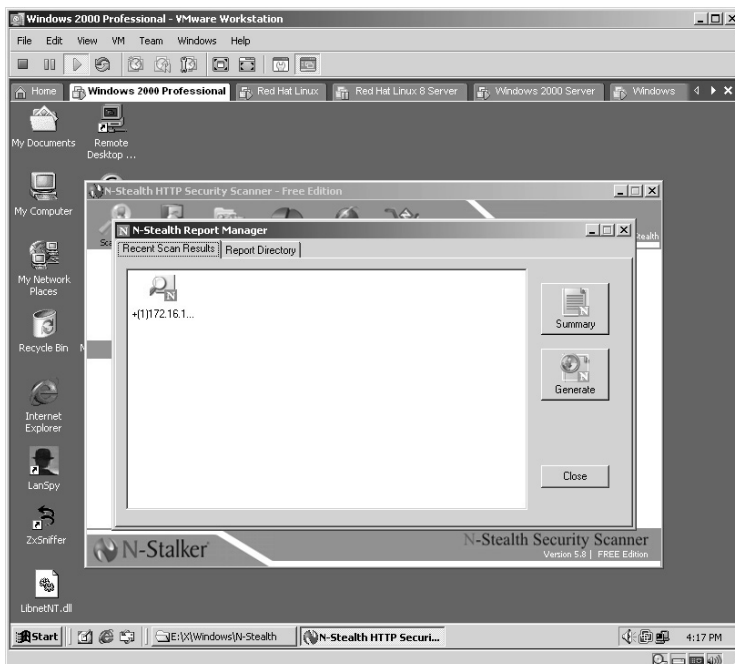 Windows 2000 Professional - VMware Workstation
File Edit View VM Team Windows Help
Home Windows 2000 Professional Red Hat Linux Red Hat Linux 8 Server Windows 2000 Server Windows
My Documents
Remote Desktop ...
My Computer
My Network Places
Recycle Bin
Internet Explorer
LanSpy
ZxSniffer
LibnetNT.dll
N-Stealth HTTP Security Scanner - Free Edition
N-Stealth Report Manager
Recent Scan Results Report Directory
+(1)172.16.1...
Summary
Generate
Close
N-Stalker
N-Stealth Security Scanner
Version 5.8 | FREE Edition
Start E:\X\Windows\N-Stealth N-Stealth HTTP Securi... 4:17 PM